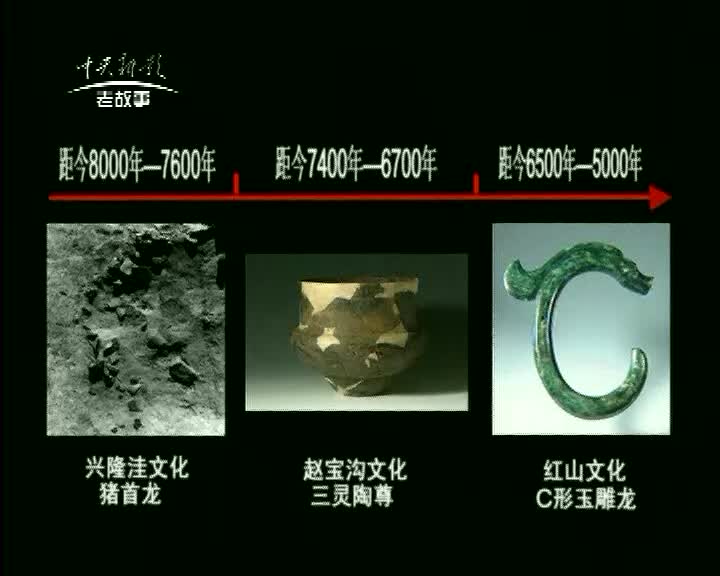 中央新影
老故事
距今8000年—7600年
距今7400年—6700年
距今6500年—5000年
兴隆洼文化
猪首龙
赵宝沟文化
三灵陶尊
红山文化
C形玉雕龙